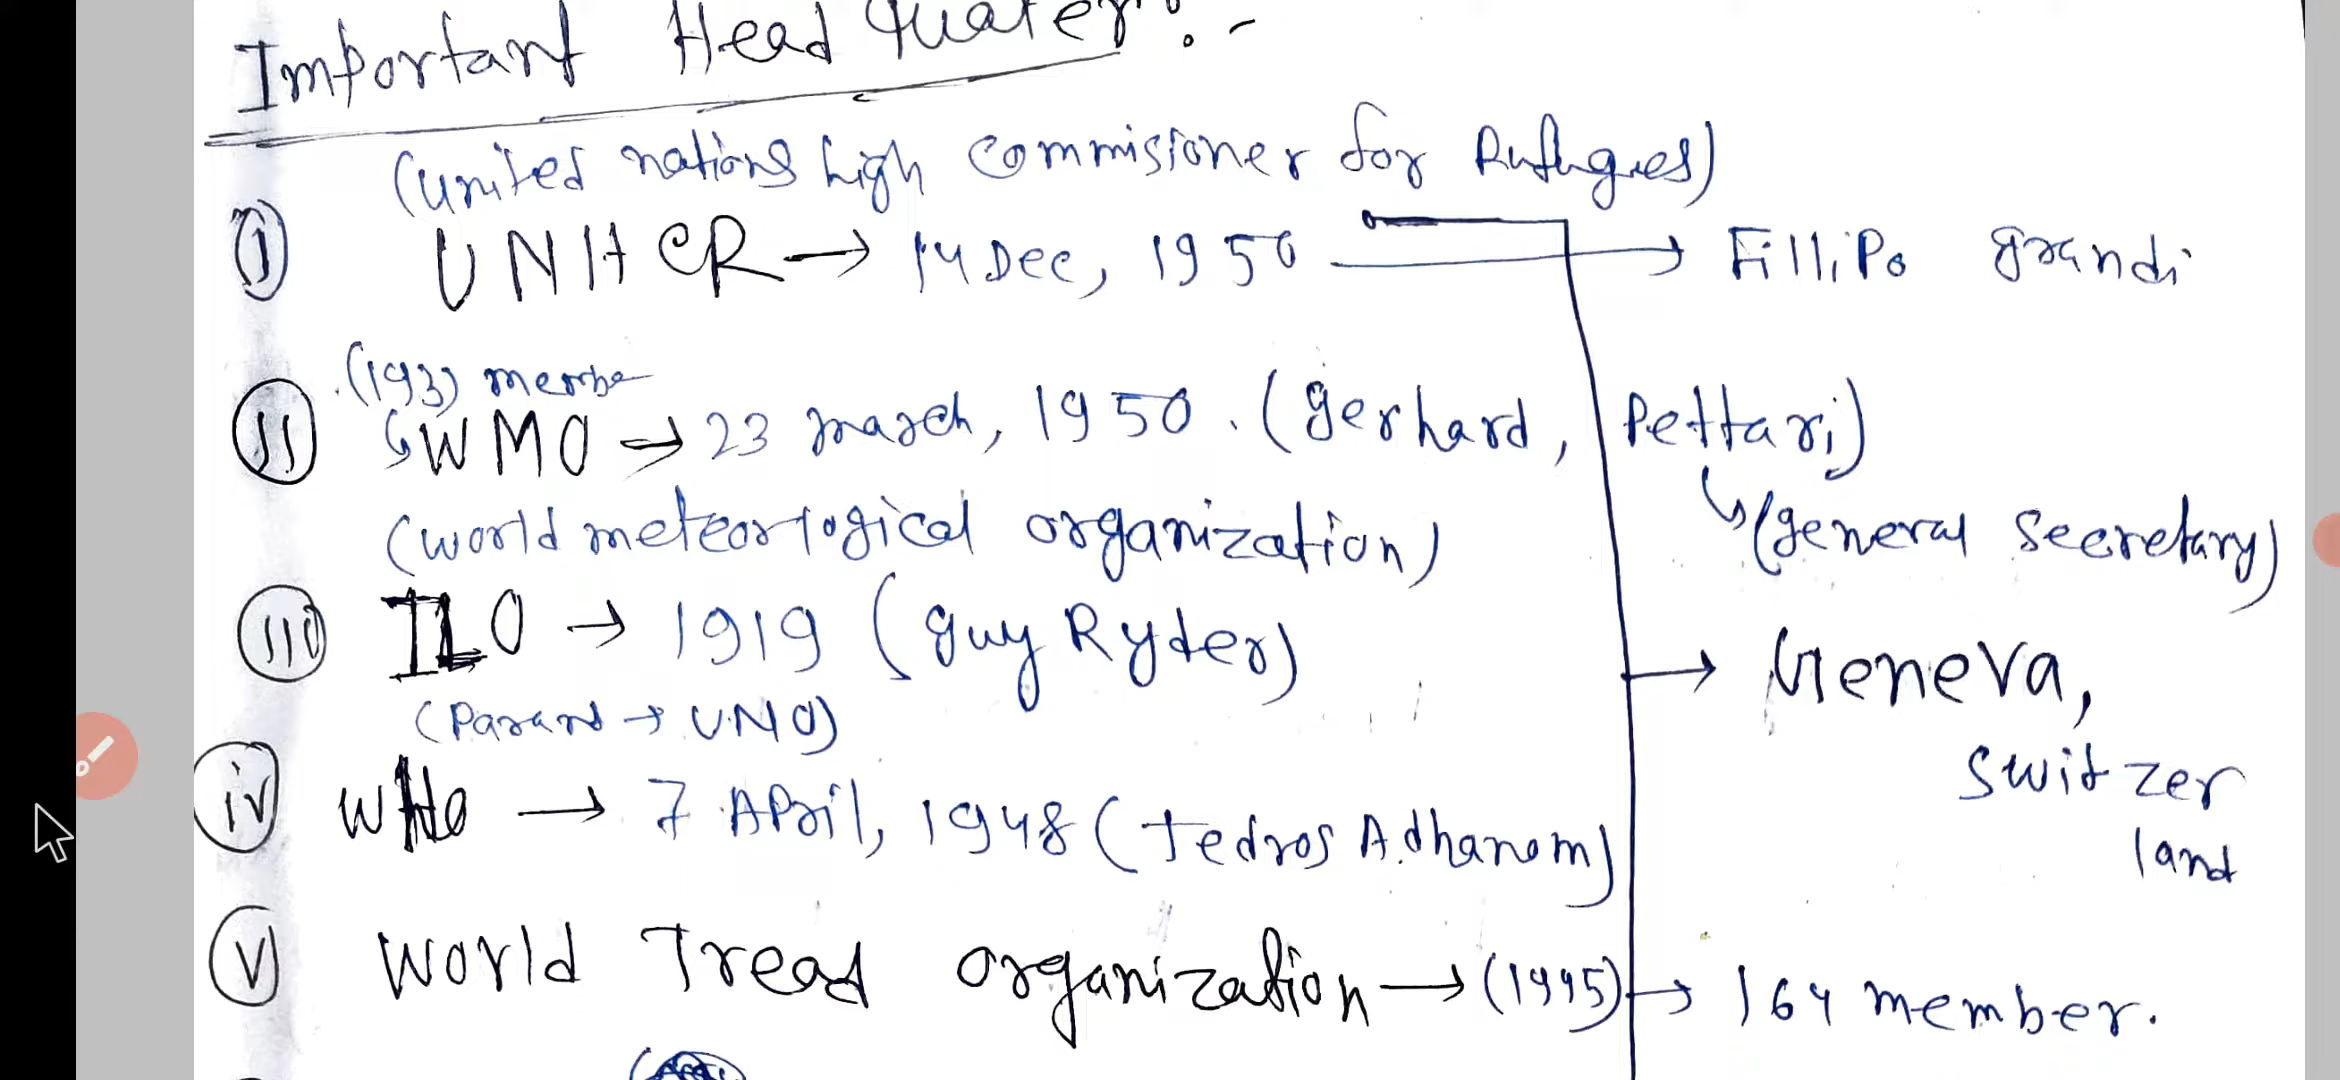 Important Head Quater :-
(united nations high commisioner for Rufugies)
(i) UNHCR → 14 Dec, 1950 → Fillipo grandi
(193) membe
(ii) WMO → 23 march, 1950. (gerhard, Pettari)
(world meteorlogical organization)
(general secretary)
(iii) ILO → 1919 (guy Ryder)
→ Geneva,
switzer
land
(Parant → UNO)
(iv) WHO → 7 April, 1948 (Tedros Adhanom)
(v) World Tread organization → (1995) → 164 member.